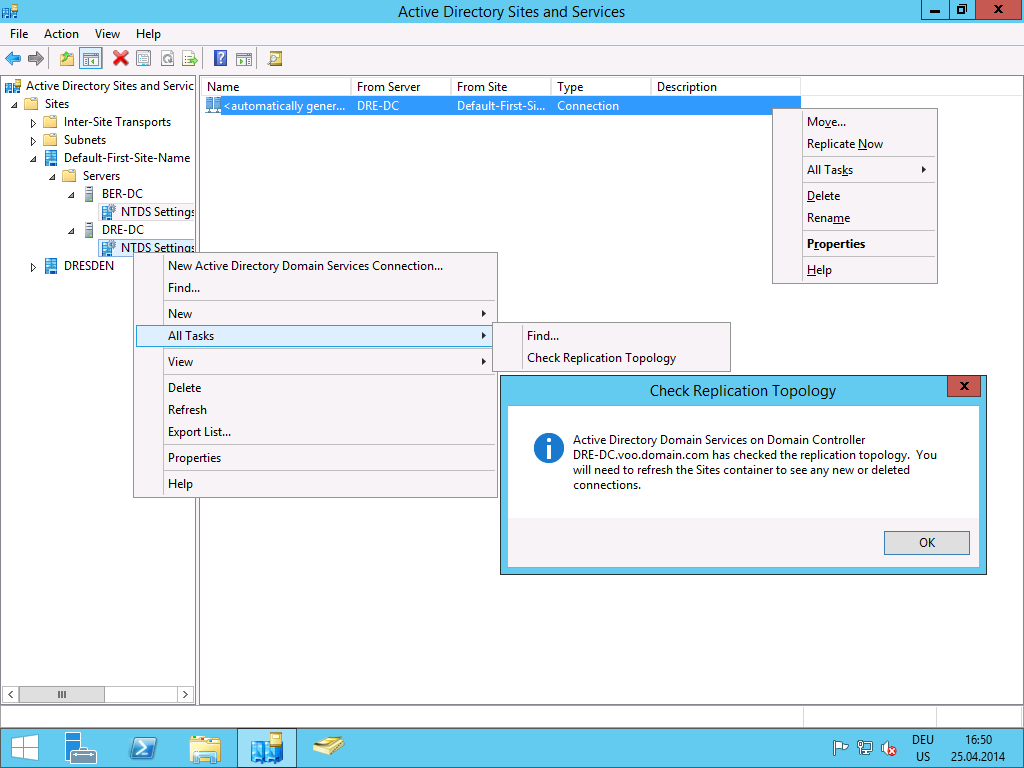 Active Directory Sites and Services
File Action View Help
Active Directory Sites and Servic
Sites
Inter-Site Transports
Subnets
Default-First-Site-Name
Servers
BER-DC
NTDS Settings
DRE-DC
NTDS Settings
DRESDEN
Name From Server From Site Type Description
<automatically gener... DRE-DC Default-First-Si... Connection
Move...
Replicate Now
All Tasks
Delete
Rename
Properties
Help
New Active Directory Domain Services Connection...
Find...
New
All Tasks
View
Delete
Refresh
Export List...
Properties
Help
Find...
Check Replication Topology
Check Replication Topology
Active Directory Domain Services on Domain Controller
DRE-DC.voo.domain.com has checked the replication topology. You
will need to refresh the Sites container to see any new or deleted
connections.
OK
DEU 16:50
US 25.04.2014